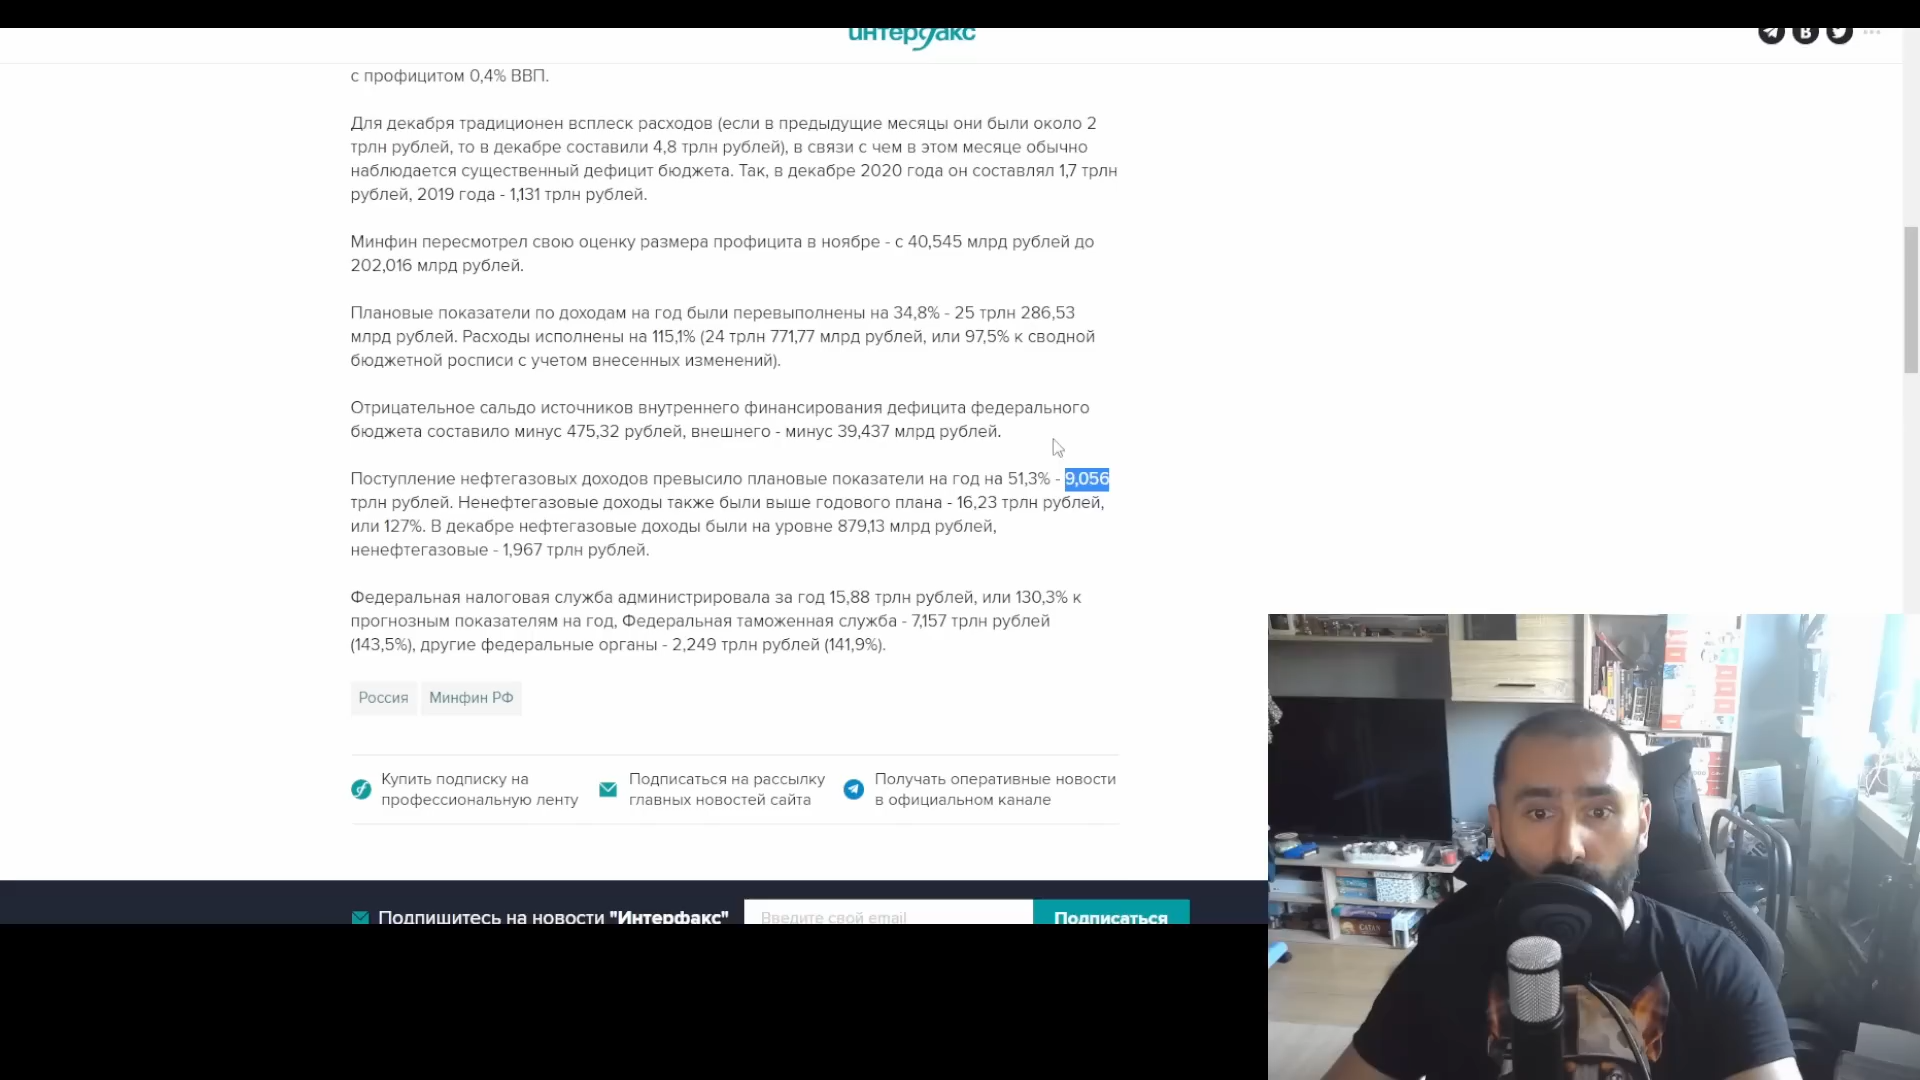 интерфакс
с профицитом 0,4% ВВП.
Для декабря традиционен всплеск расходов (если в предыдущие месяцы они были около 2
трлн рублей, то в декабре составили 4,8 трлн рублей), в связи с чем в этом месяце обычно
наблюдается существенный дефицит бюджета. Так, в декабре 2020 года он составлял 1,7 трлн
рублей, 2019 года - 1,131 трлн рублей.
Минфин пересмотрел свою оценку размера профицита в ноябре - с 40,545 млрд рублей до
202,016 млрд рублей.
Плановые показатели по доходам на год были перевыполнены на 34,8% - 25 трлн 286,53
млрд рублей. Расходы исполнены на 115,1% (24 трлн 771,77 млрд рублей, или 97,5% к сводной
бюджетной росписи с учетом внесенных изменений).
Отрицательное сальдо источников внутреннего финансирования дефицита федерального
бюджета составило минус 475,32 рублей, внешнего - минус 39,437 млрд рублей.
Поступление нефтегазовых доходов превысило плановые показатели на год на 51,3% - 9,056
трлн рублей. Ненефтегазовые доходы также были выше годового плана - 16,23 трлн рублей,
или 127%. В декабре нефтегазовые доходы были на уровне 879,13 млрд рублей,
ненефтегазовые - 1,967 трлн рублей.
Федеральная налоговая служба администрировала за год 15,88 трлн рублей, или 130,3% к
прогнозным показателям на год, Федеральная таможенная служба - 7,157 трлн рублей
(143,5%), другие федеральные органы - 2,249 трлн рублей (141,9%).
Россия Минфин РФ
Купить подписку на
профессиональную ленту
Подписаться на рассылку
главных новостей сайта
Получать оперативные новости
в официальном канале
Подпишитесь на новости "Интерфакс" Введите свой email Подписаться
CATAN